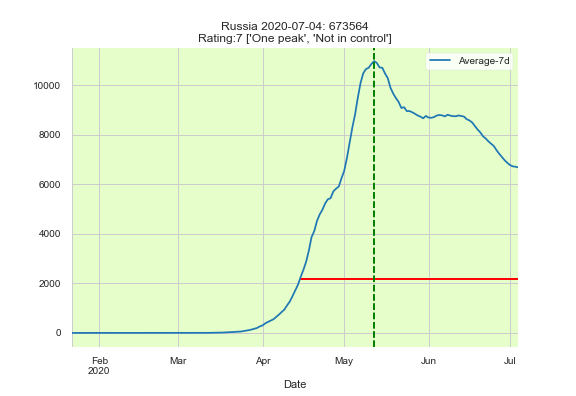 Russia 2020-07-04: 673564
Rating:7 ['One peak', 'Not in control']
Average-7d
10000
8000
6000
4000
2000
0
Feb Mar Apr May Jun Jul
2020
Date